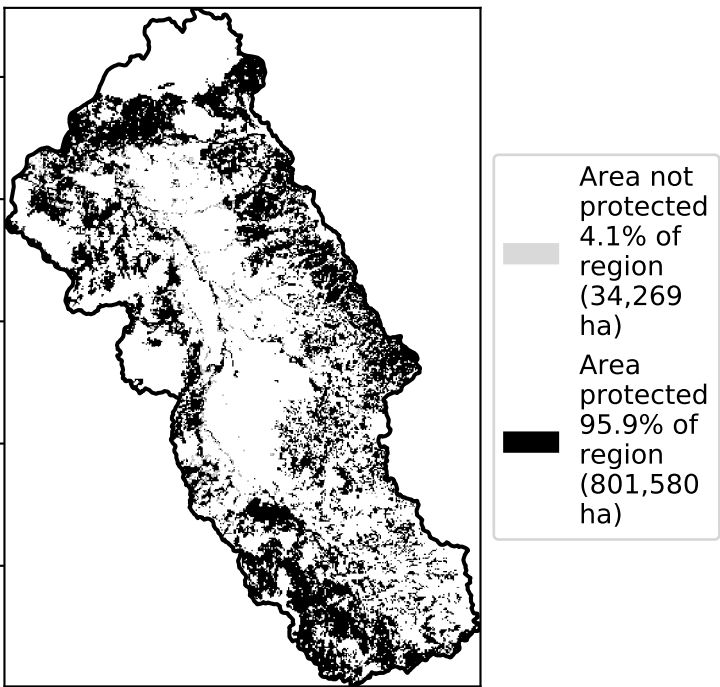 Area not
protected
4.1% of
region
(34,269
ha)
Area
protected
95.9% of
region
(801,580
ha)